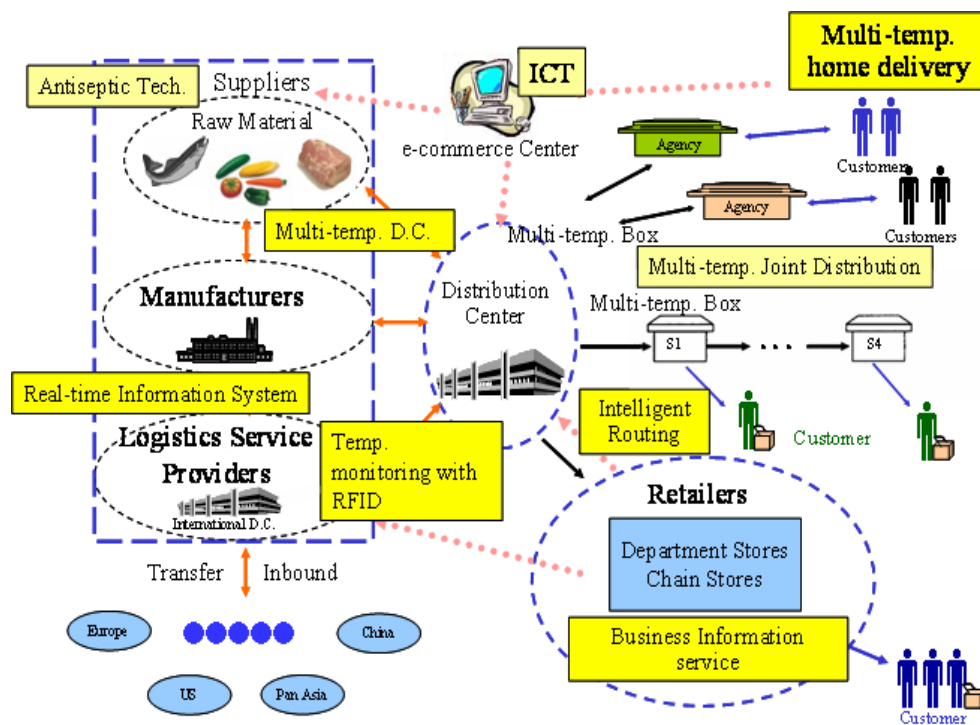 Multi-temp.
home delivery
ICT
Antiseptic Tech.
Suppliers
Raw Material
e-commerce Center
Agency
Customers
Agency
Customers
Multi-temp. D.C.
Multi-temp. Box
Multi-temp. Joint Distribution
Manufacturers
Distribution
Center
Multi-temp. Box
S1
...
S4
Real-time Information System
Intelligent
Routing
Customer
Logistics Service
Providers
International D.C.
Temp.
monitoring with
RFID
Retailers
Department Stores
Chain Stores
Transfer
Inbound
Europe
China
US
Pan Asia
Business Information
service
Customer